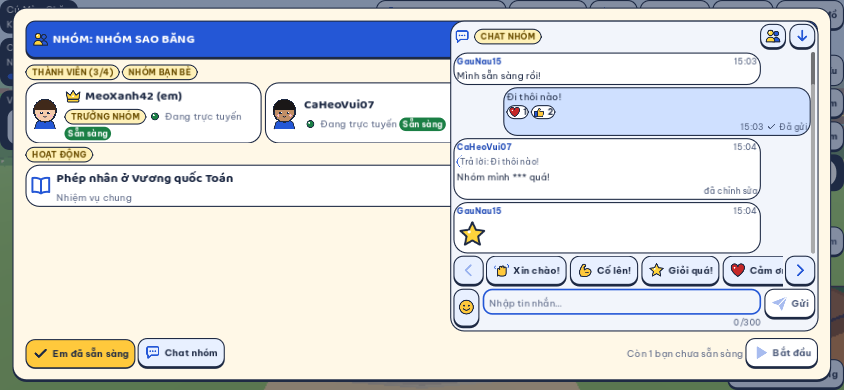 NHÓM: NHÓM SAO BĂNG
THÀNH VIÊN (3/4)
NHÓM BẠN BÈ
MeoXanh42 (em)
TRƯỞNG NHÓM
Đang trực tuyến
Sẵn sàng
CaHeoVui07
Đang trực tuyến
Sẵn sàng
HOẠT ĐỘNG
Phép nhân ở Vương quốc Toán
Nhiệm vụ chung
Em đã sẵn sàng
Chat nhóm
CHAT NHÓM
GauNau15 15:03
Mình sẵn sàng rồi!
Đi thôi nào!
1 2
15:03 ✓ Đã gửi
CaHeoVui07 15:04
Trả lời: Đi thôi nào!
Nhóm mình *** quá!
đã chỉnh sửa
GauNau15 15:04
Xin chào!
Cố lên!
Giỏi quá!
Cảm ơn
Nhập tin nhắn...
Gửi
0/300
Còn 1 bạn chưa sẵn sàng
Bắt đầu